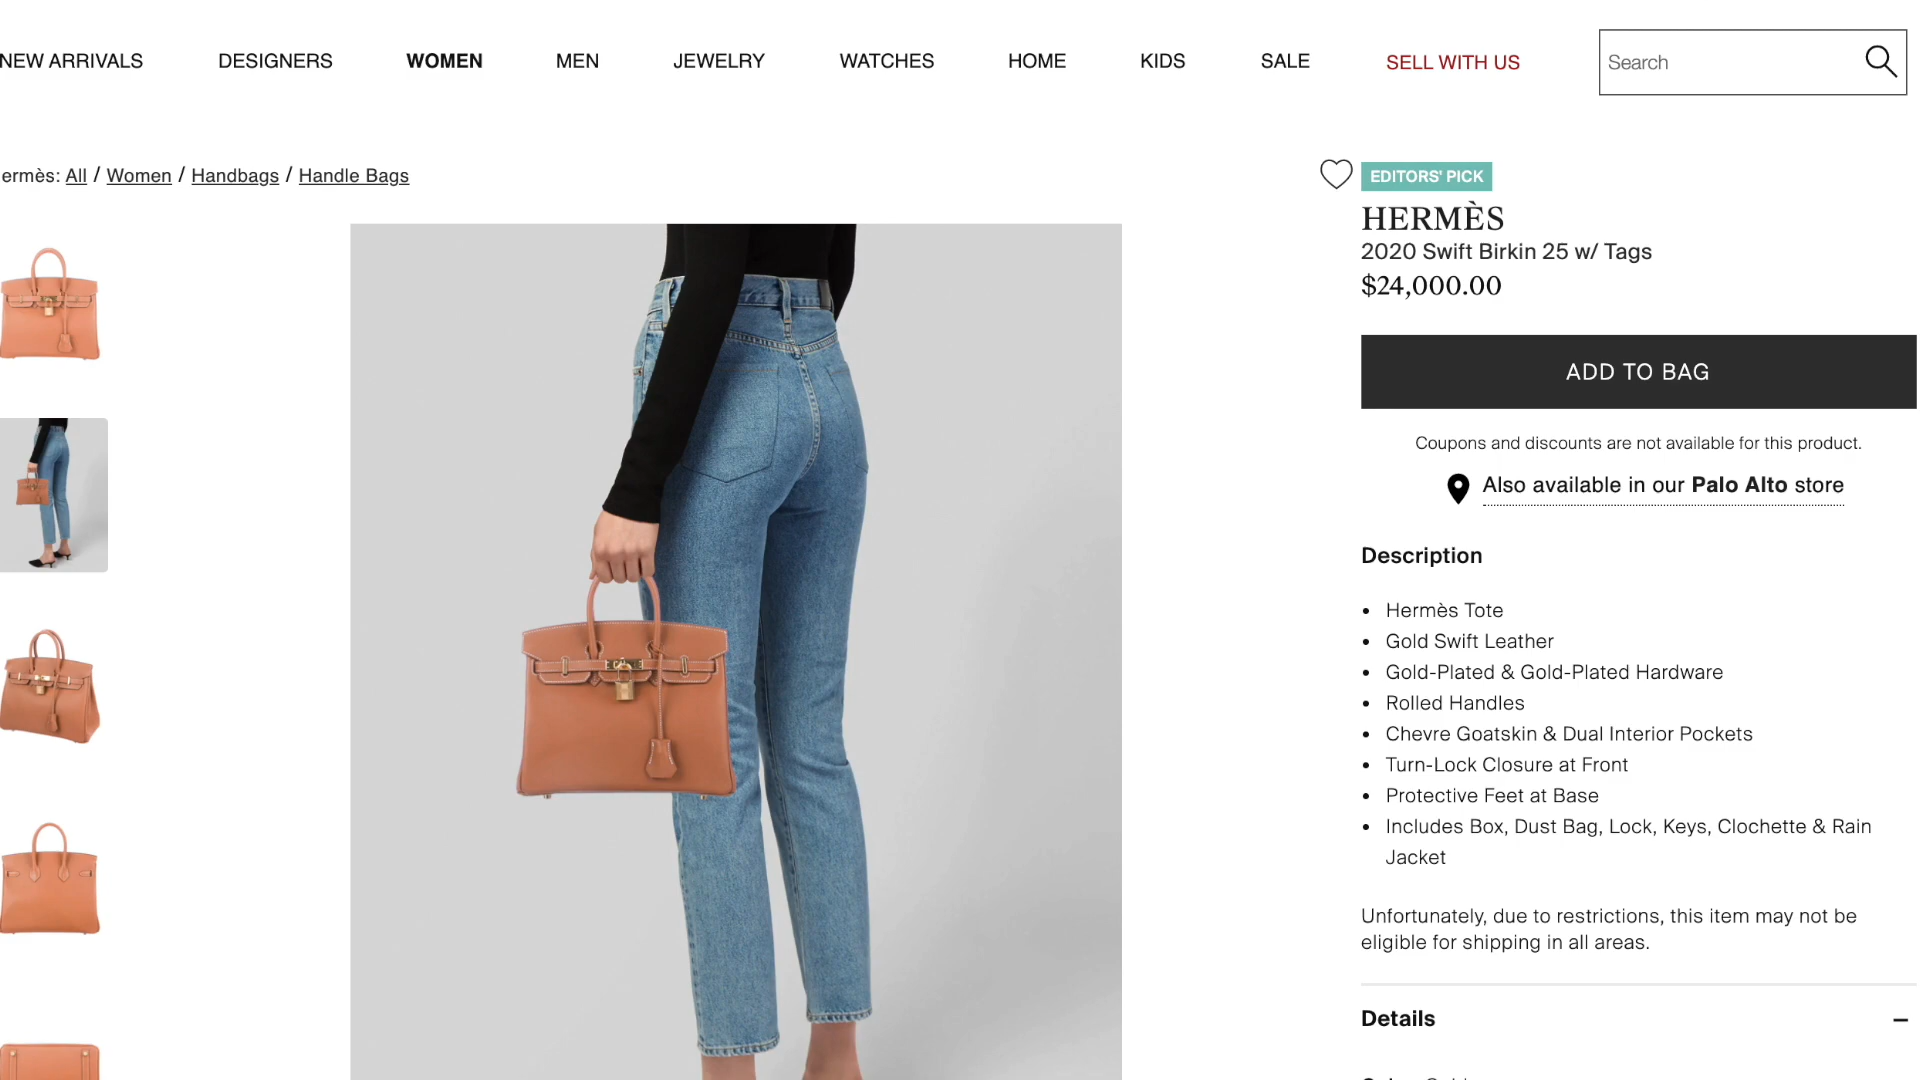 NEW ARRIVALS DESIGNERS WOMEN MEN JEWELRY WATCHES HOME KIDS SALE SELL WITH US Search
ermès: All / Women / Handbags / Handle Bags
EDITORS' PICK
HERMÈS
2020 Swift Birkin 25 w/ Tags
$24,000.00
ADD TO BAG
Coupons and discounts are not available for this product.
Also available in our Palo Alto store
Description
• Hermès Tote
• Gold Swift Leather
• Gold-Plated & Gold-Plated Hardware
• Rolled Handles
• Chevre Goatskin & Dual Interior Pockets
• Turn-Lock Closure at Front
• Protective Feet at Base
• Includes Box, Dust Bag, Lock, Keys, Clochette & Rain
Jacket
Unfortunately, due to restrictions, this item may not be
eligible for shipping in all areas.
Details